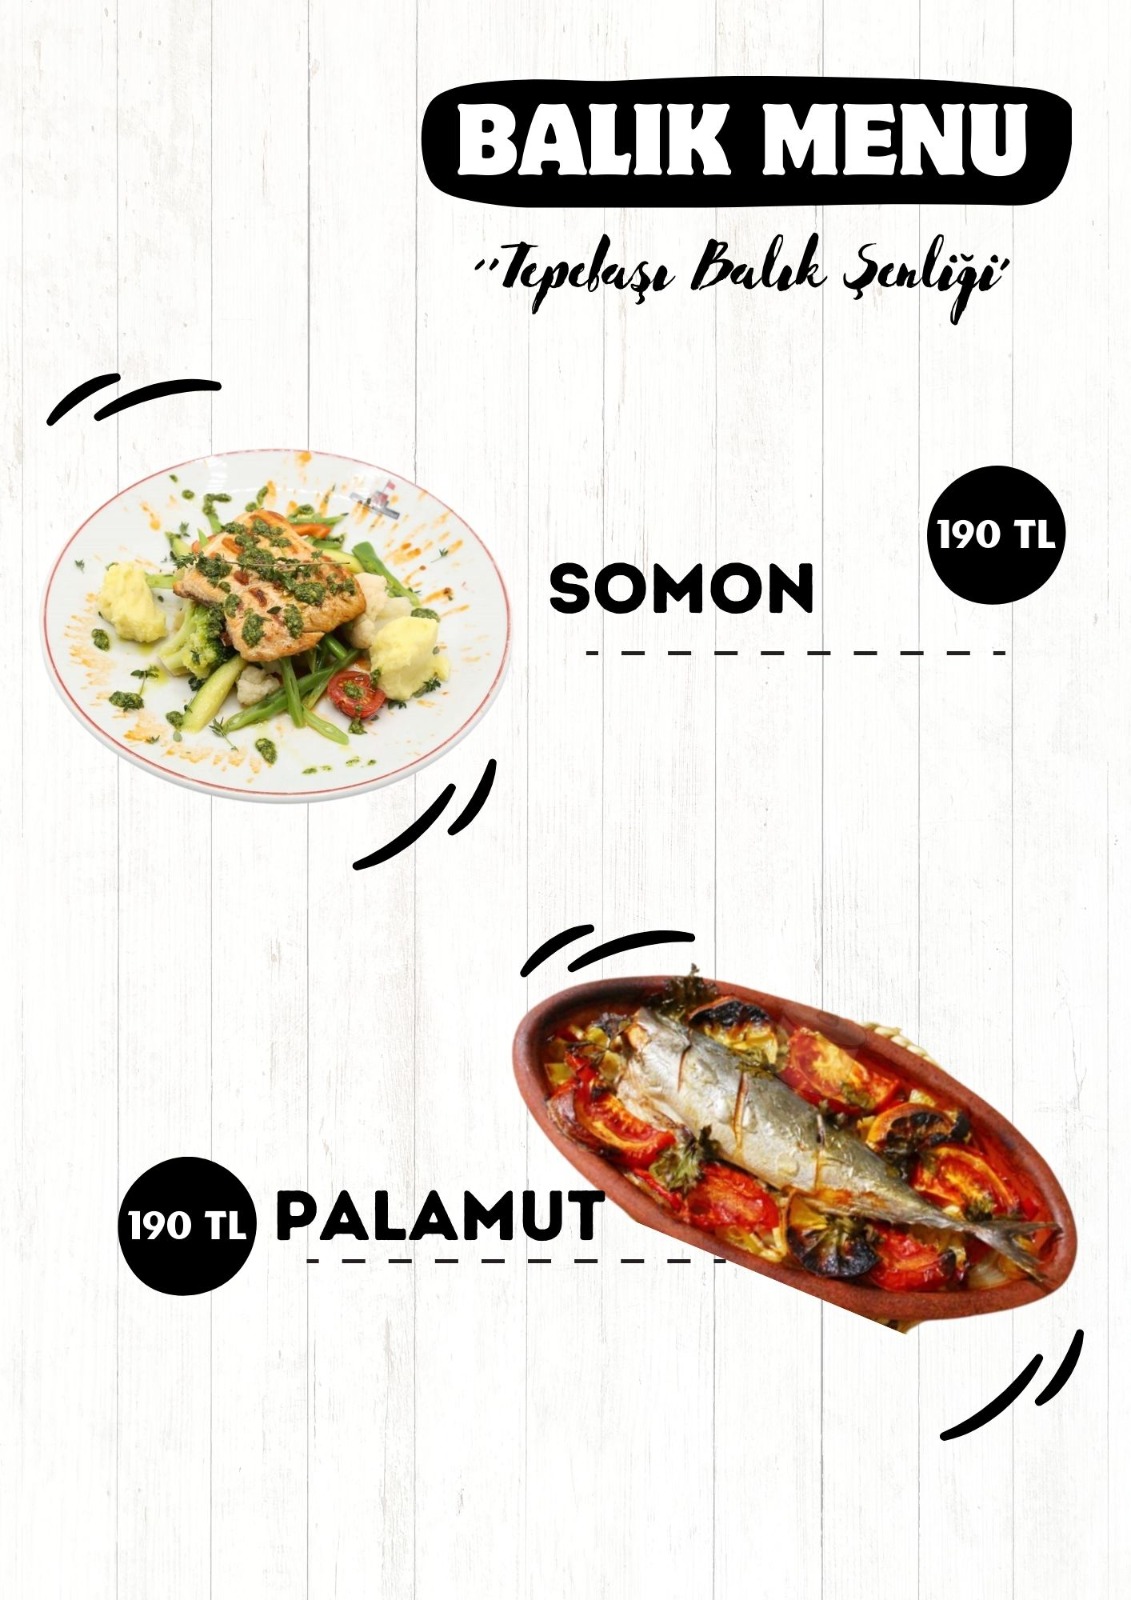 BALIK MENU
"Tepebaşı Balık Şenliği"
190 TL
SOMON
190 TL
PALAMUT